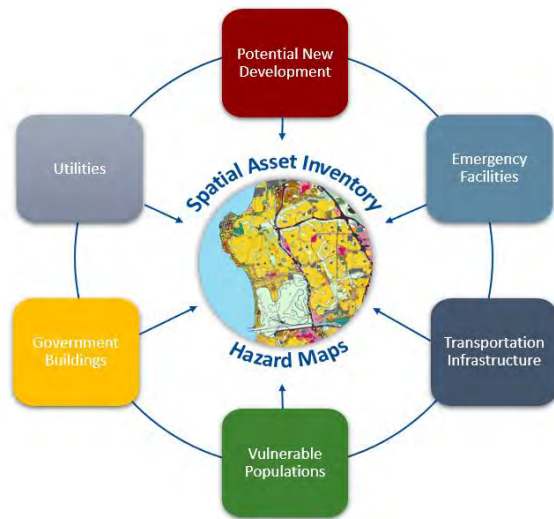 Potential New
Development
Utilities
Emergency
Facilities
Spatial Asset Inventory
Hazard Maps
Government
Buildings
Transportation
Infrastructure
Vulnerable
Populations